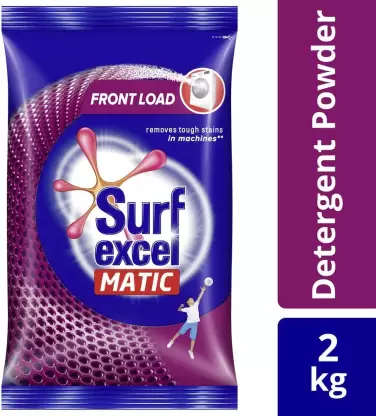 FRONT LOAD
removes tough stains
in machines**
Surf
excel
MATIC
Detergent Powder
2
kg